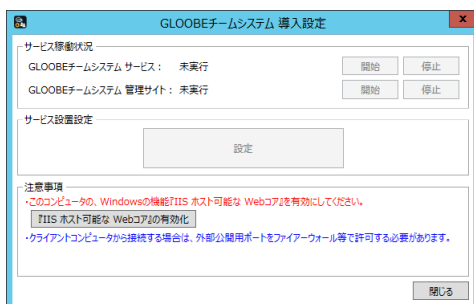 GLOOBEチームシステム 導入設定
x
サービス稼働状況
GLOOBEチームシステム サービス： 未実行
開始
停止
GLOOBEチームシステム 管理サイト： 未実行
開始
停止
サービス設置設定
設定
注意事項
・このコンピュータの、Windowsの機能『IIS ホスト可能な Webコア』を有効にしてください。
『IIS ホスト可能な Webコア』の有効化
・クライアントコンピュータから接続する場合は、外部公開用ポートをファイアーウォール等で許可する必要があります。
閉じる